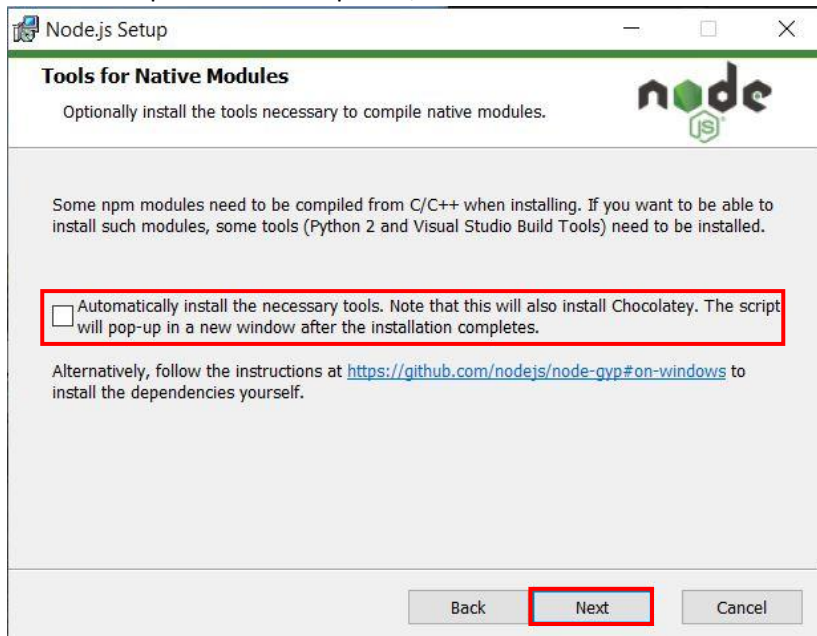 Node.js Setup
Tools for Native Modules
Optionally install the tools necessary to compile native modules.
node
JS
Some npm modules need to be compiled from C/C++ when installing. If you want to be able to
install such modules, some tools (Python 2 and Visual Studio Build Tools) need to be installed.
Automatically install the necessary tools. Note that this will also install Chocolatey. The script
will pop-up in a new window after the installation completes.
Alternatively, follow the instructions at https://github.com/nodejs/node-gyp#on-windows to
install the dependencies yourself.
Back Next Cancel